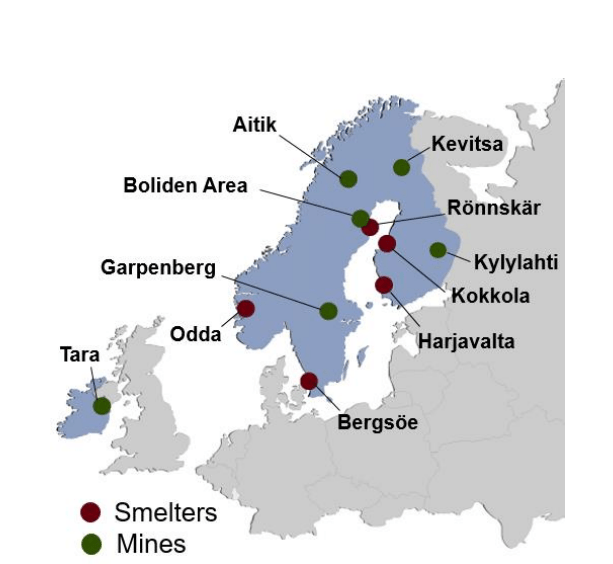 Aitik
Kevitsa
Boliden Area
Rönnskär
Garpenberg
Kylylahti
Kokkola
Odda
Harjavalta
Tara
Bergsöe
Smelters
Mines